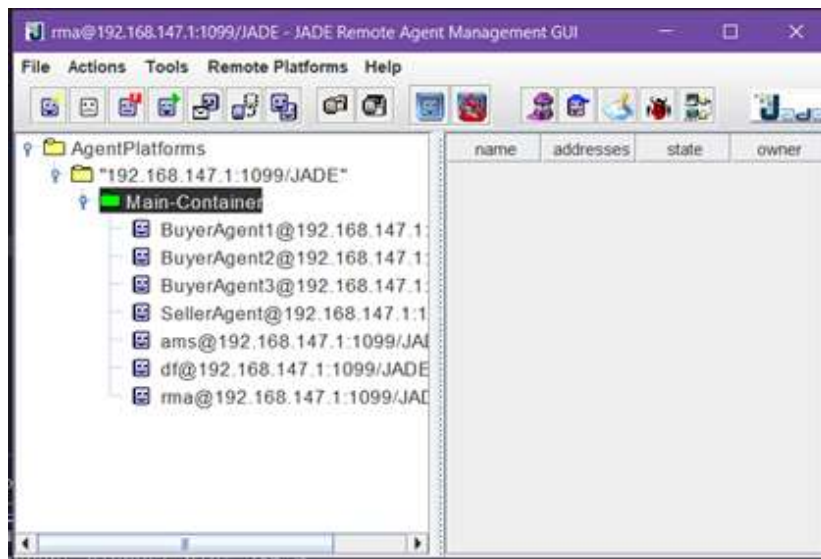 rma@192.168.147.1:1099/JADE - JADE Remote Agent Management GUI
File Actions Tools Remote Platforms Help
name addresses state owner
AgentPlatforms
"192.168.147.1:1099/JADE"
Main-Container
BuyerAgent1@192.168.147.1:
BuyerAgent2@192.168.147.1:
BuyerAgent3@192.168.147.1:
SellerAgent@192.168.147.1:1
ams@192.168.147.1:1099/JA
df@192.168.147.1:1099/JADE
rma@192.168.147.1:1099/JAD